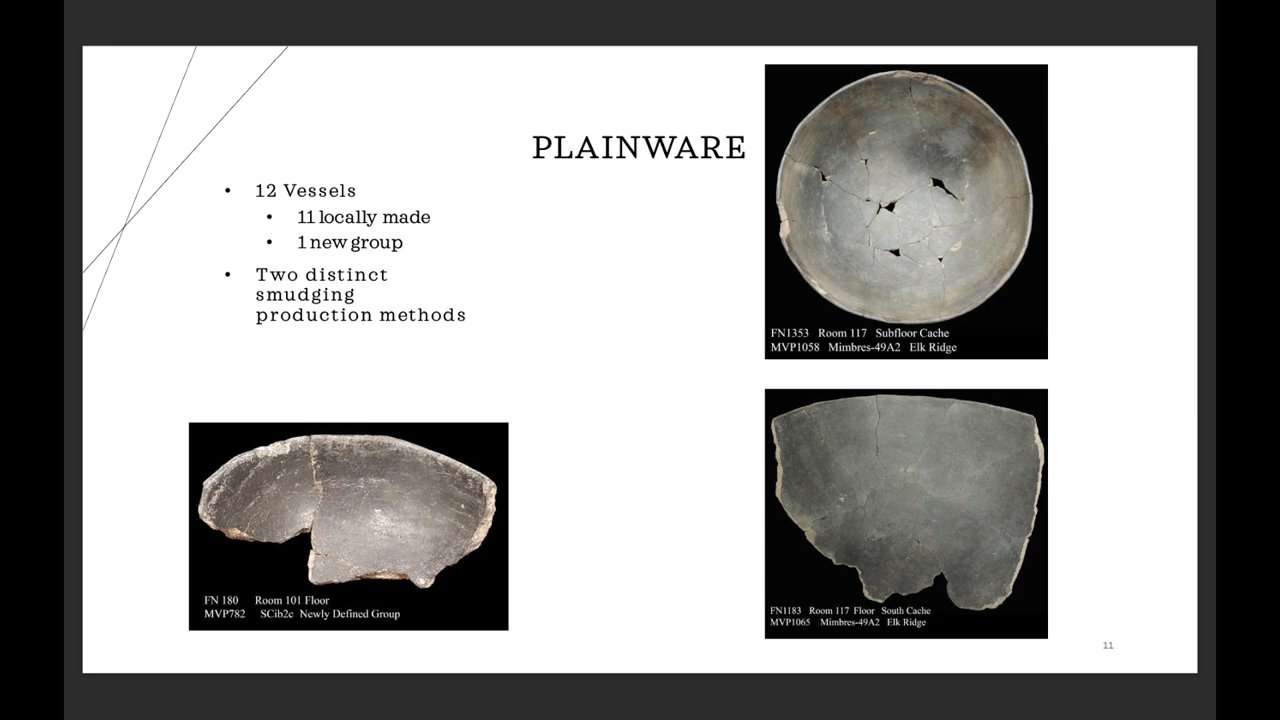 PLAINWARE
• 12 Vessels
• 11 locally made
• 1 new group
• Two distinct
smudging
production methods
FN1353 Room 117 Subfloor Cache
MVP1058 Mimbres-49A2 Elk Ridge
FN 180 Room 101 Floor
MVP782 SCib2c Newly Defined Group
FN1183 Room 117 Floor South Cache
MVP1065 Mimbres-49A2 Elk Ridge
11